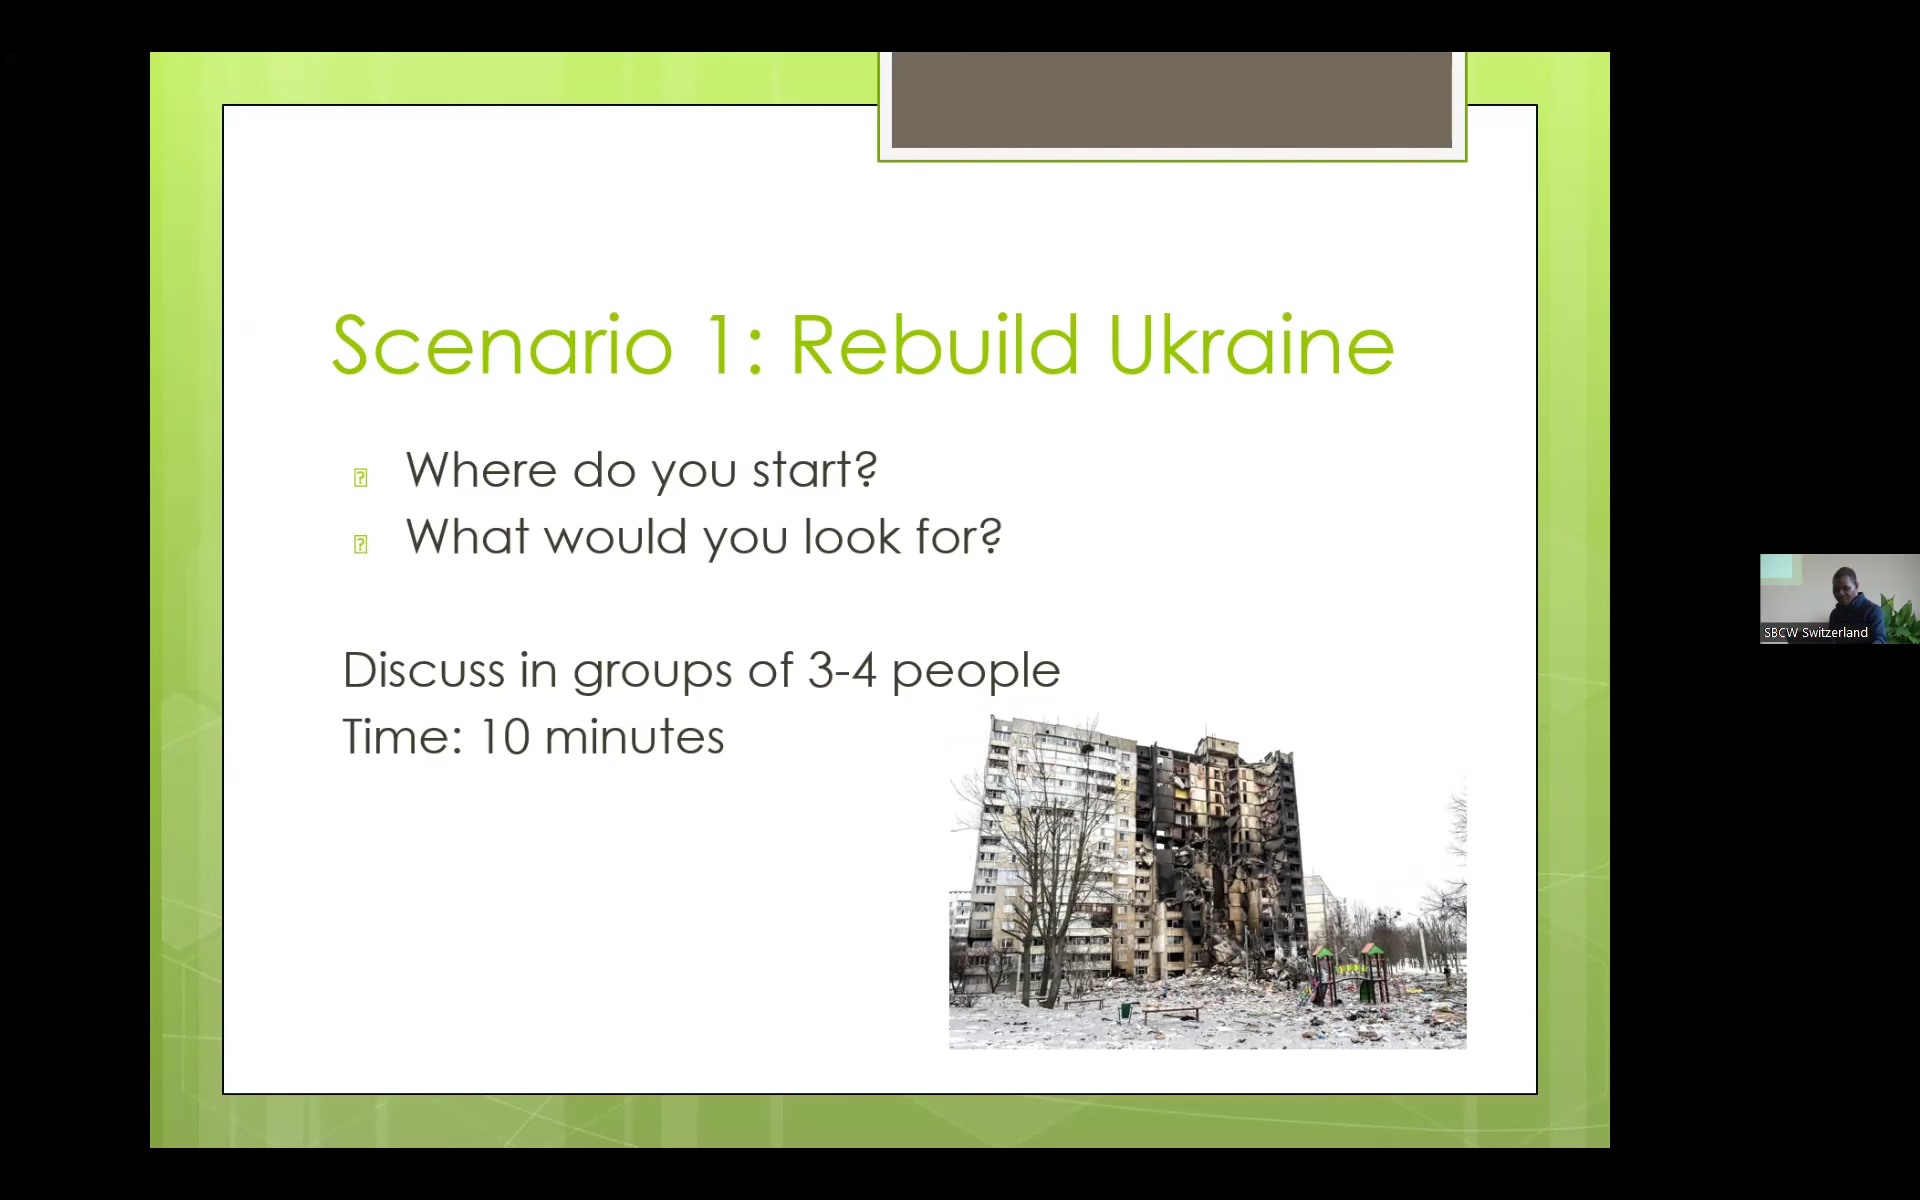 Scenario 1: Rebuild Ukraine
Where do you start?
What would you look for?
Discuss in groups of 3-4 people
Time: 10 minutes
SBCW Switzerland